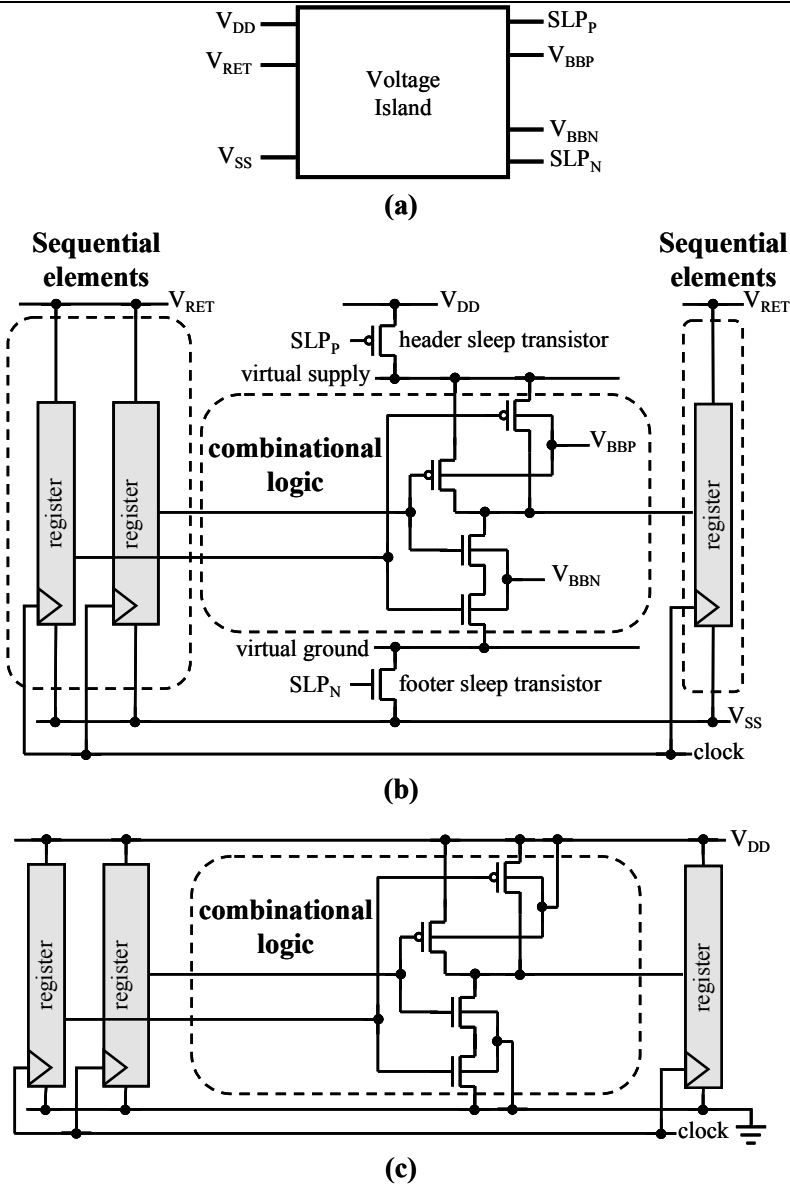 V_DD
SLP_P
V_RET
V_BBP
Voltage
Island
V_BBN
V_SS
SLP_N
(a)
Sequential
elements
Sequential
elements
V_RET
V_DD
V_RET
SLP_P
header sleep transistor
virtual supply
combinational
logic
V_BBP
register
register
register
V_BBN
virtual ground
SLP_N
footer sleep transistor
V_SS
clock
(b)
V_DD
combinational
logic
register
register
register
clock
(c)